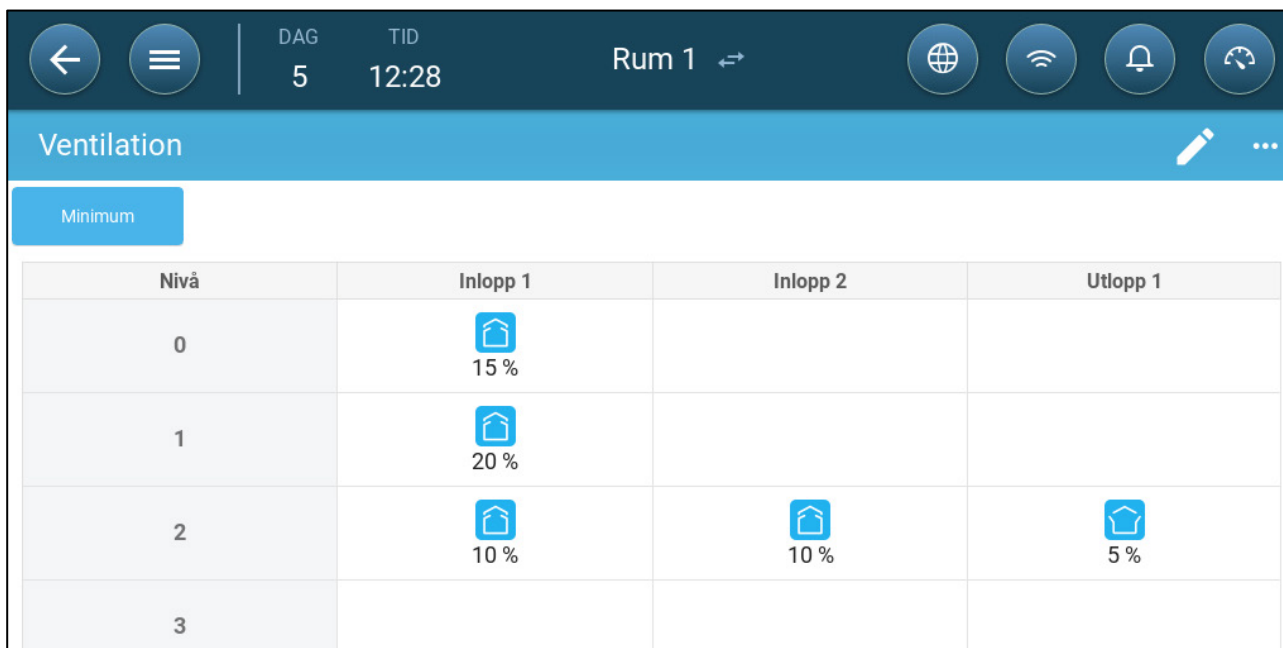 DAG TID
5 12:28 Rum 1
Ventilation
Minimum
Nivå Inlopp 1 Inlopp 2 Utlopp 1
0 15 %
1 20 %
2 10 % 10 % 5 %
3